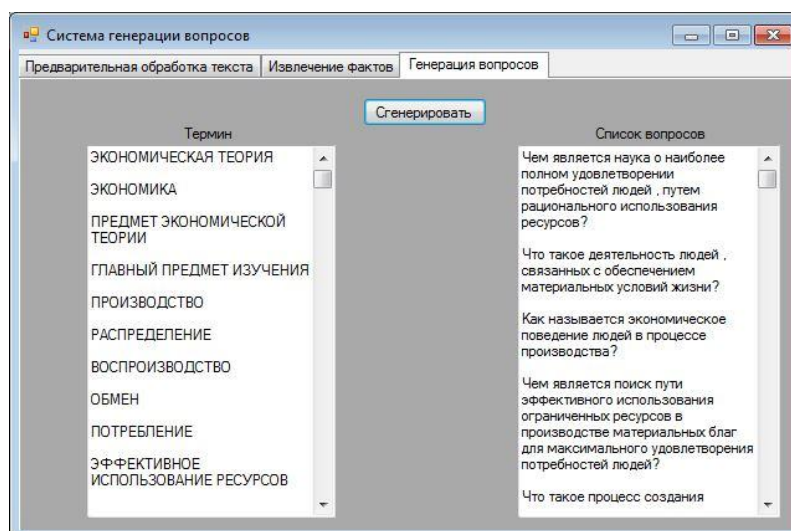 Система генерации вопросов
Предварительная обработка текста Извлечение фактов Генерация вопросов
Сгенерировать
Термин
ЭКОНОМИЧЕСКАЯ ТЕОРИЯ
ЭКОНОМИКА
ПРЕДМЕТ ЭКОНОМИЧЕСКОЙ
ТЕОРИИ
ГЛАВНЫЙ ПРЕДМЕТ ИЗУЧЕНИЯ
ПРОИЗВОДСТВО
РАСПРЕДЕЛЕНИЕ
ВОСПРОИЗВОДСТВО
ОБМЕН
ПОТРЕБЛЕНИЕ
ЭФФЕКТИВНОЕ
ИСПОЛЬЗОВАНИЕ РЕСУРСОВ
Список вопросов
Чем является наука о наиболее
полном удовлетворении
потребностей людей , путем
рационального использования
ресурсов?
Что такое деятельность людей ,
связанных с обеспечением
материальных условий жизни?
Как называется экономическое
поведение людей в процессе
производства?
Чем является поиск пути
эффективного использования
ограниченных ресурсов в
производстве материальных благ
для максимального удовлетворения
потребностей людей?
Что такое процесс создания